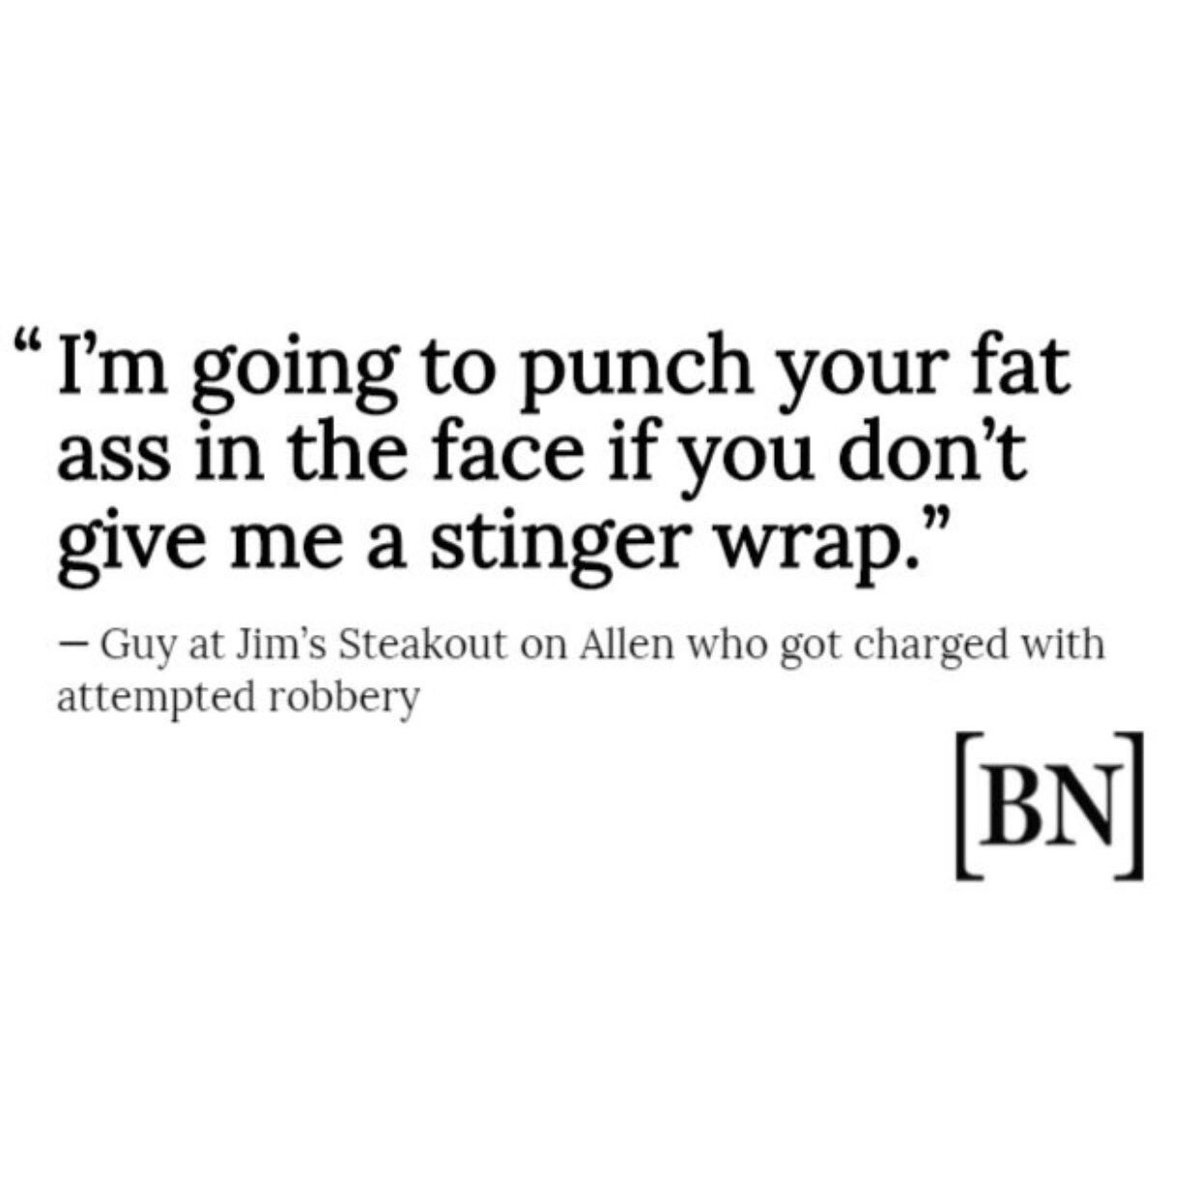 “I’m going to punch your fat
ass in the face if you don’t
give me a stinger wrap.”
— Guy at Jim’s Steakout on Allen who got charged with
attempted robbery
[BN]